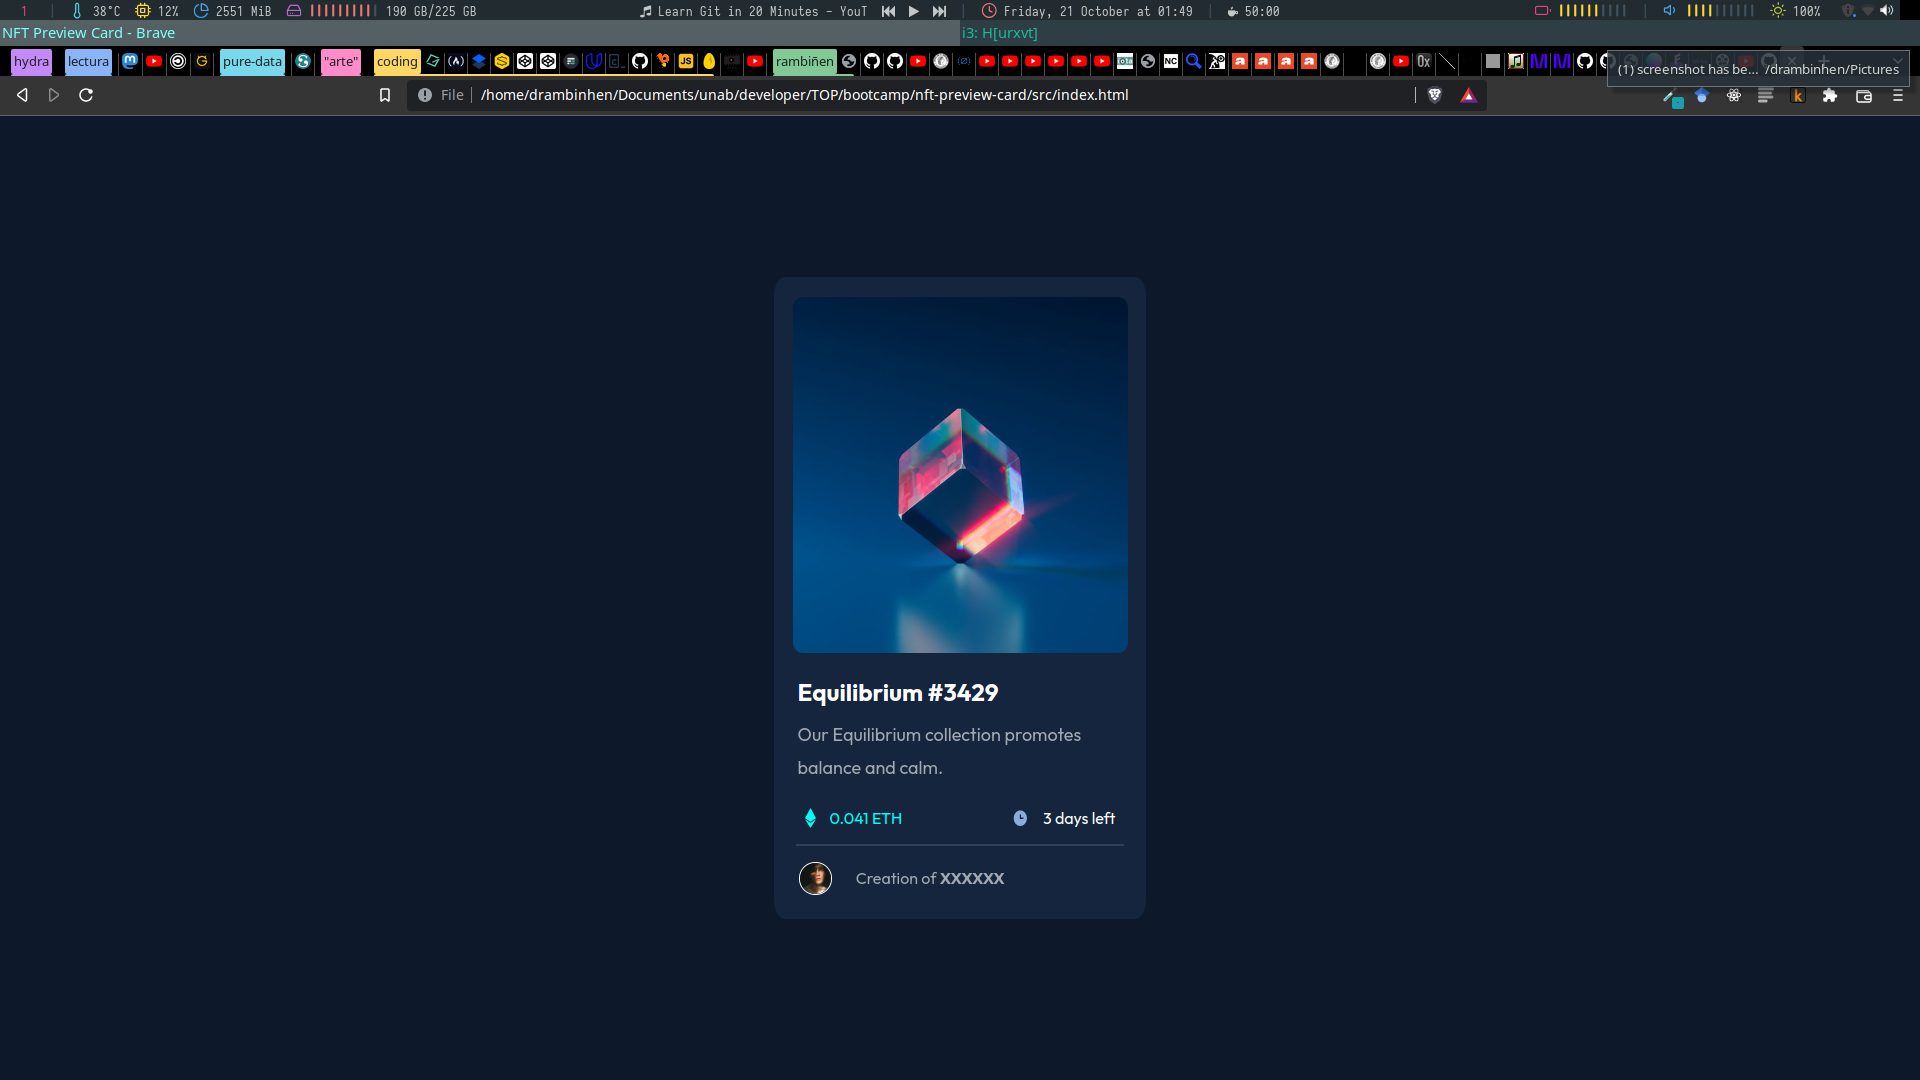 1 38°C 12% 2551 MiB 190 GB/225 GB Learn Git in 20 Minutes - YouT Friday, 21 October at 01:49 50:00 100%
NFT Preview Card - Brave i3: H[urxvt]
hydra lectura pure-data "arte" coding rambiñen
(1) screenshot has be... /drambinhen/Pictures
File /home/drambinhen/Documents/unab/developer/TOP/bootcamp/nft-preview-card/src/index.html
Equilibrium #3429
Our Equilibrium collection promotes
balance and calm.
0.041 ETH 3 days left
Creation of XXXXXX